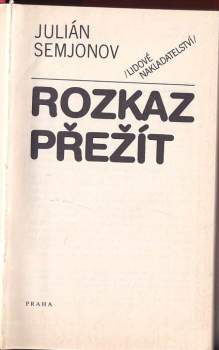 JULIÁN
SEMJONOV
/LIDOVÉ
NAKLADATELSTVÍ/
ROZKAZ
PŘEŽÍT
PRAHA